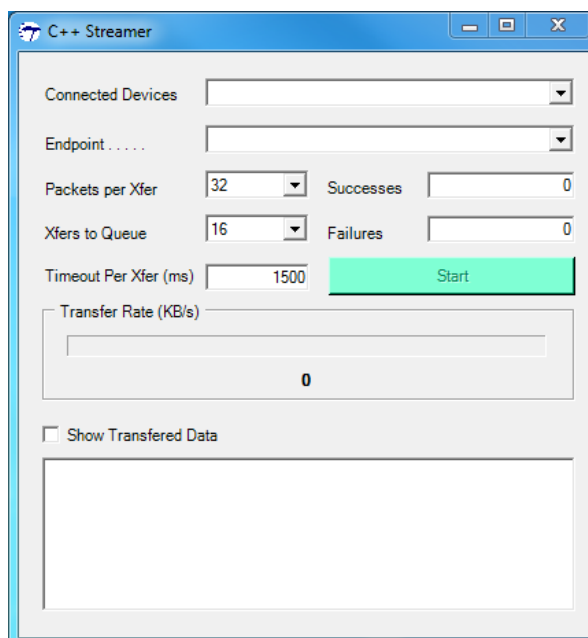 C++ Streamer
Connected Devices
Endpoint . . . . .
Packets per Xfer 32 Successes 0
Xfers to Queue 16 Failures 0
Timeout Per Xfer (ms) 1500 Start
Transfer Rate (KB/s)
0
Show Transfered Data